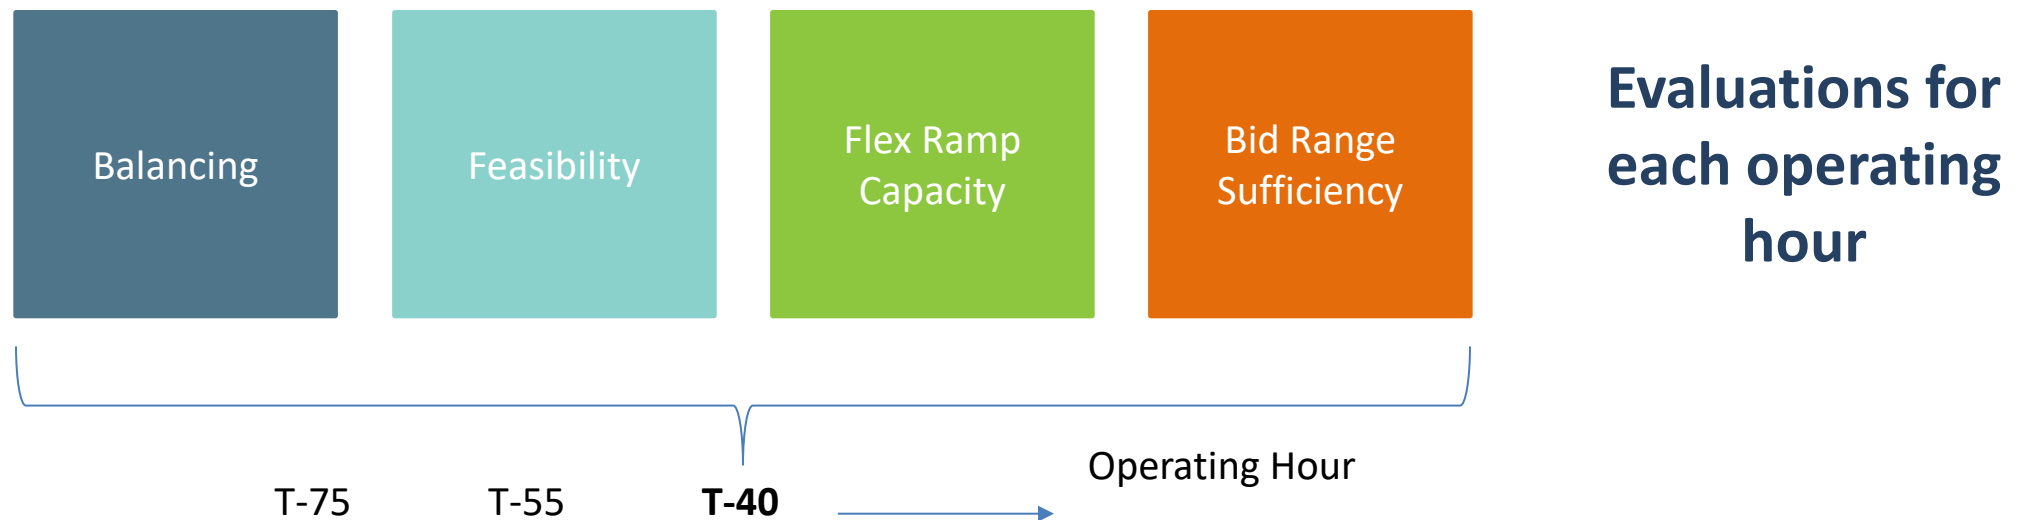 Balancing
Feasibility
Flex Ramp
Capacity
Bid Range
Sufficiency
Evaluations for
each operating
hour
T-75
T-55
T-40
Operating Hour